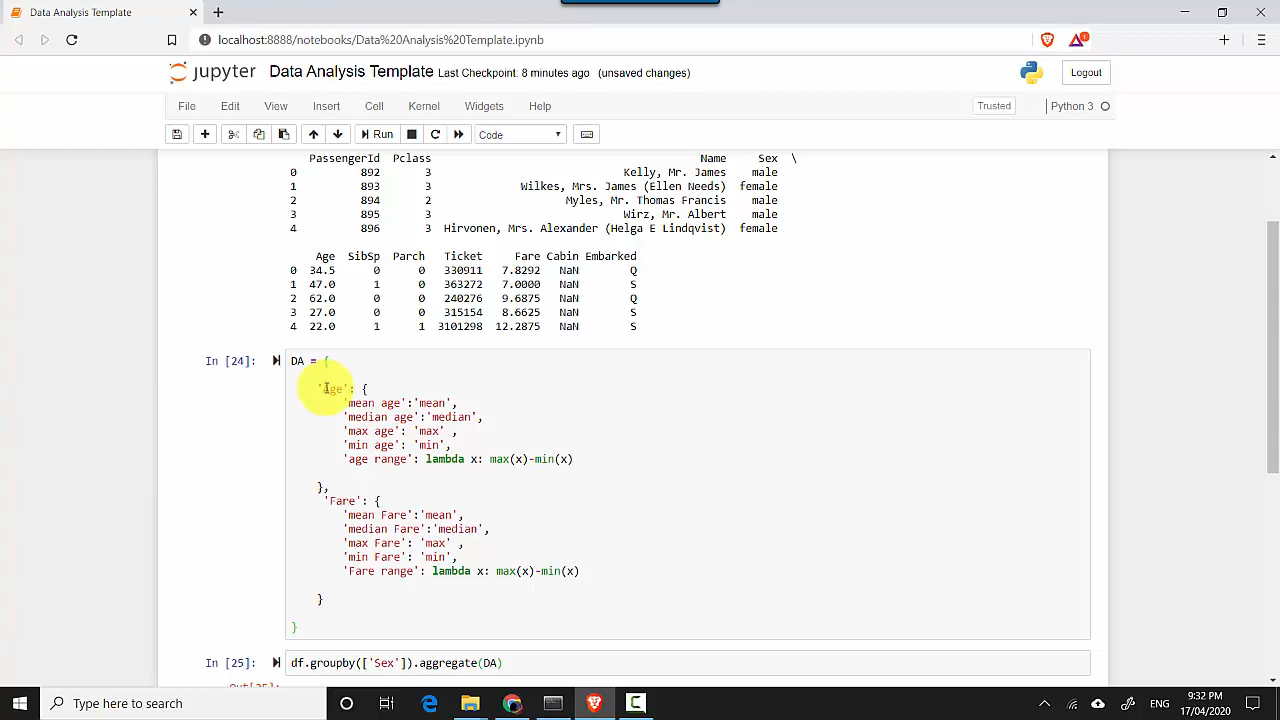 Data Analysis Template
localhost:8888/notebooks/Data%20Analysis%20Template.ipynb
1
jupyter Data Analysis Template Last Checkpoint: 8 minutes ago (unsaved changes)
Logout
File Edit View Insert Cell Kernel Widgets Help
Trusted
Python 3
Run
Code
PassengerId Pclass Name Sex \
0 892 3 Kelly, Mr. James male
1 893 3 Wilkes, Mrs. James (Ellen Needs) female
2 894 2 Myles, Mr. Thomas Francis male
3 895 3 Wirz, Mr. Albert male
4 896 3 Hirvonen, Mrs. Alexander (Helga E Lindqvist) female
Age SibSp Parch Ticket Fare Cabin Embarked
0 34.5 0 0 330911 7.8292 NaN Q
1 47.0 1 0 363272 7.0000 NaN S
2 62.0 0 0 240276 9.6875 NaN Q
3 27.0 0 0 315154 8.6625 NaN S
4 22.0 1 1 3101298 12.2875 NaN S
In [24]: DA = {
'Age': {
'mean age':'mean',
'median age':'median',
'max age': 'max' ,
'min age': 'min',
'age range': lambda x: max(x)-min(x)
},
'Fare': {
'mean Fare':'mean',
'median Fare':'median',
'max Fare': 'max' ,
'min Fare': 'min',
'Fare range': lambda x: max(x)-min(x)
}
}
In [25]: df.groupby(['Sex']).aggregate(DA)
Out[25]:
Type here to search
ENG
9:32 PM
17/04/2020